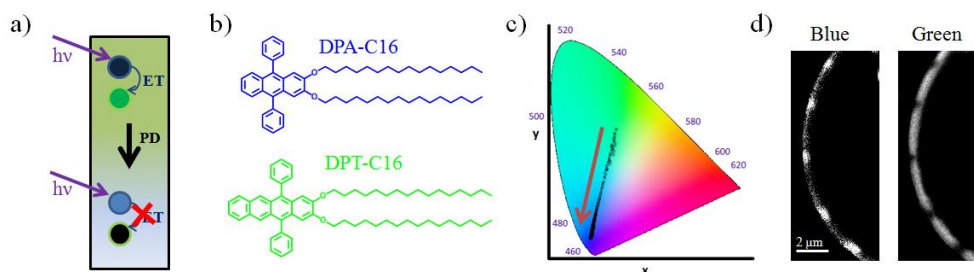 a)
hν
ET
PD
hν
ET
b)
DPA-C16
O
O
DPT-C16
O
O
c)
520
540
560
500
y
580
600
620
480
460
x
d)
Blue
Green
2 μm